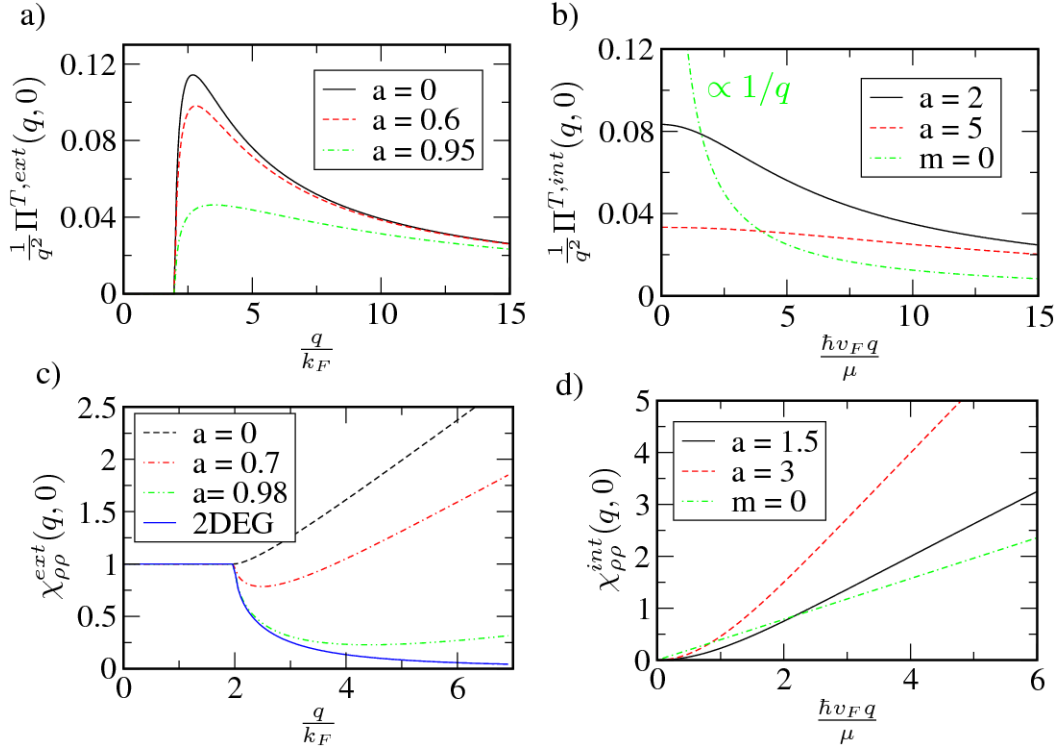 a)
b)
1/q² Π^{T,ext}(q, 0)
0.12
0.08
0.04
0
a = 0
a = 0.6
a = 0.95
0 5 10 15
q/k_F
1/q² Π^{T,int}(q, 0)
0.12
0.08
0.04
0
∝ 1/q
a = 2
a = 5
m = 0
0 5 10 15
ħv_F q/μ
c)
d)
χ^{ext}_{ρρ}(q, 0)
2.5
2
1.5
1
0.5
0
a = 0
a = 0.7
a= 0.98
2DEG
0 2 4 6
q/k_F
χ^{int}_{ρρ}(q, 0)
5
4
3
2
1
0
a = 1.5
a = 3
m = 0
0 2 4 6
ħv_F q/μ